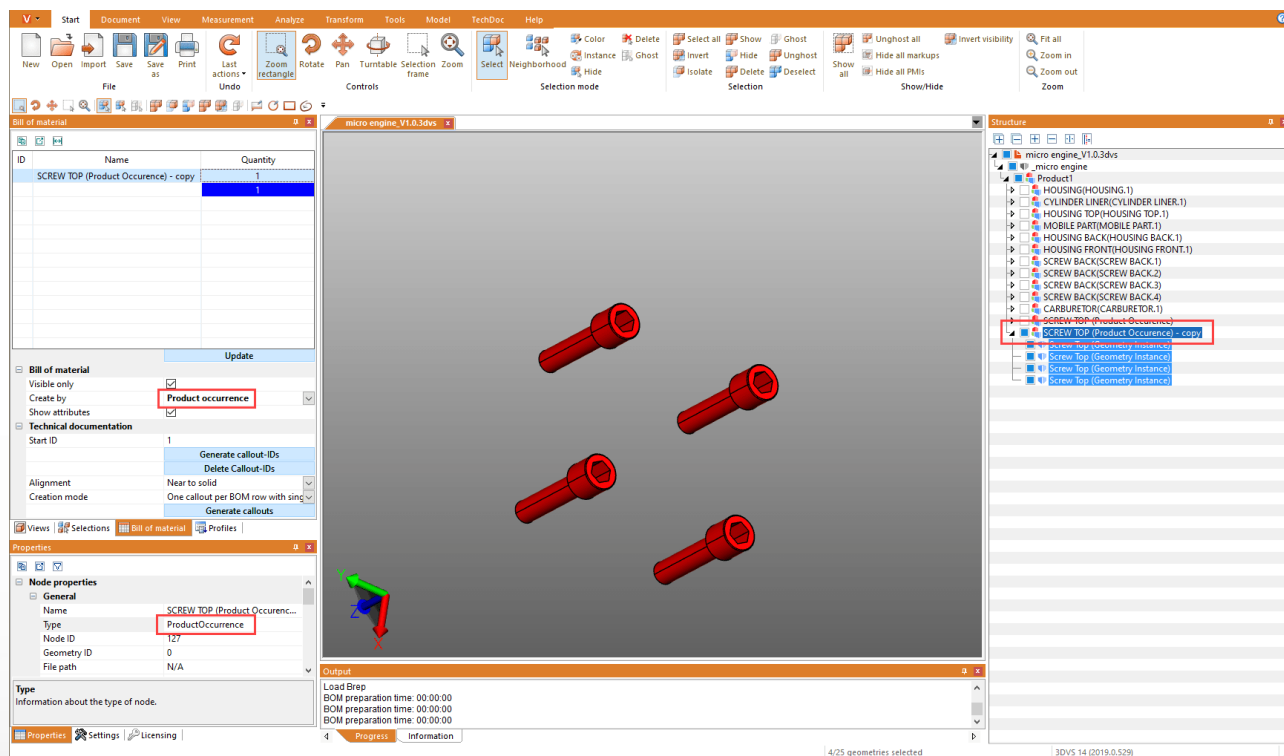 V Start Document View Measurement Analyze Transform Tools Model TechDoc Help
New Open Import Save Save as Print
File
Last actions
Undo
Zoom rectangle Rotate Pan Turntable Selection frame Zoom
Controls
Select Neighborhood Color Delete
Instance Ghost
Hide
Selection mode
Select all Show Ghost
Invert Hide Unghost
Isolate Delete Deselect
Selection
Show all Unghost all Invert visibility
Hide all markups
Hide all PMIs
Show/Hide
Fit all
Zoom in
Zoom out
Zoom
Bill of material
ID Name Quantity
SCREW TOP (Product Occurence) - copy 1
1
Update
Bill of material
Visible only
Create by Product occurrence
Show attributes
Technical documentation
Start ID 1
Generate callout-IDs
Delete Callout-IDs
Alignment Near to solid
Creation mode One callout per BOM row with sing
Generate callouts
Views Selections Bill of material Profiles
Properties
Node properties
General
Name SCREW TOP (Product Occurenc...
Type ProductOccurrence
Node ID 127
Geometry ID 0
File path N/A
Type
Information about the type of node.
Properties Settings Licensing
micro engine_V1.0.3dvs
Y
Z
X
Output
Load Brep
BOM preparation time: 00:00:00
BOM preparation time: 00:00:00
BOM preparation time: 00:00:00
Progress Information
Structure
micro engine_V1.0.3dvs
_micro engine
Product1
HOUSING(HOUSING.1)
CYLINDER LINER(CYLINDER LINER.1)
HOUSING TOP(HOUSING TOP.1)
MOBILE PART(MOBILE PART.1)
HOUSING BACK(HOUSING BACK.1)
HOUSING FRONT(HOUSING FRONT.1)
SCREW BACK(SCREW BACK.1)
SCREW BACK(SCREW BACK.2)
SCREW BACK(SCREW BACK.3)
SCREW BACK(SCREW BACK.4)
CARBURETOR(CARBURETOR.1)
SCREW TOP (Product Occurence)
SCREW TOP (Product Occurence) - copy
Screw Top (Geometry Instance)
Screw Top (Geometry Instance)
Screw Top (Geometry Instance)
Screw Top (Geometry Instance)
4/25 geometries selected
3DVS 14 (2019.0.529)